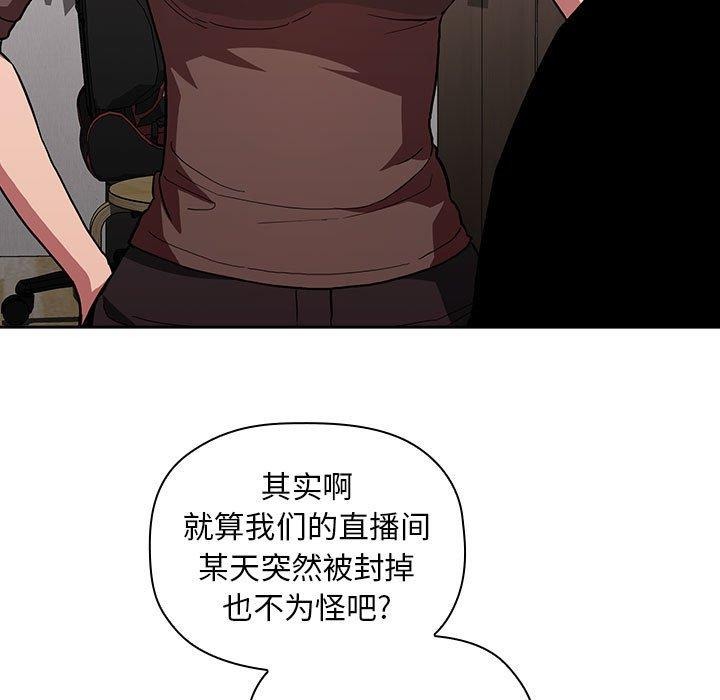 其实啊
就算我们的直播间
某天突然被封掉
也不为怪吧?